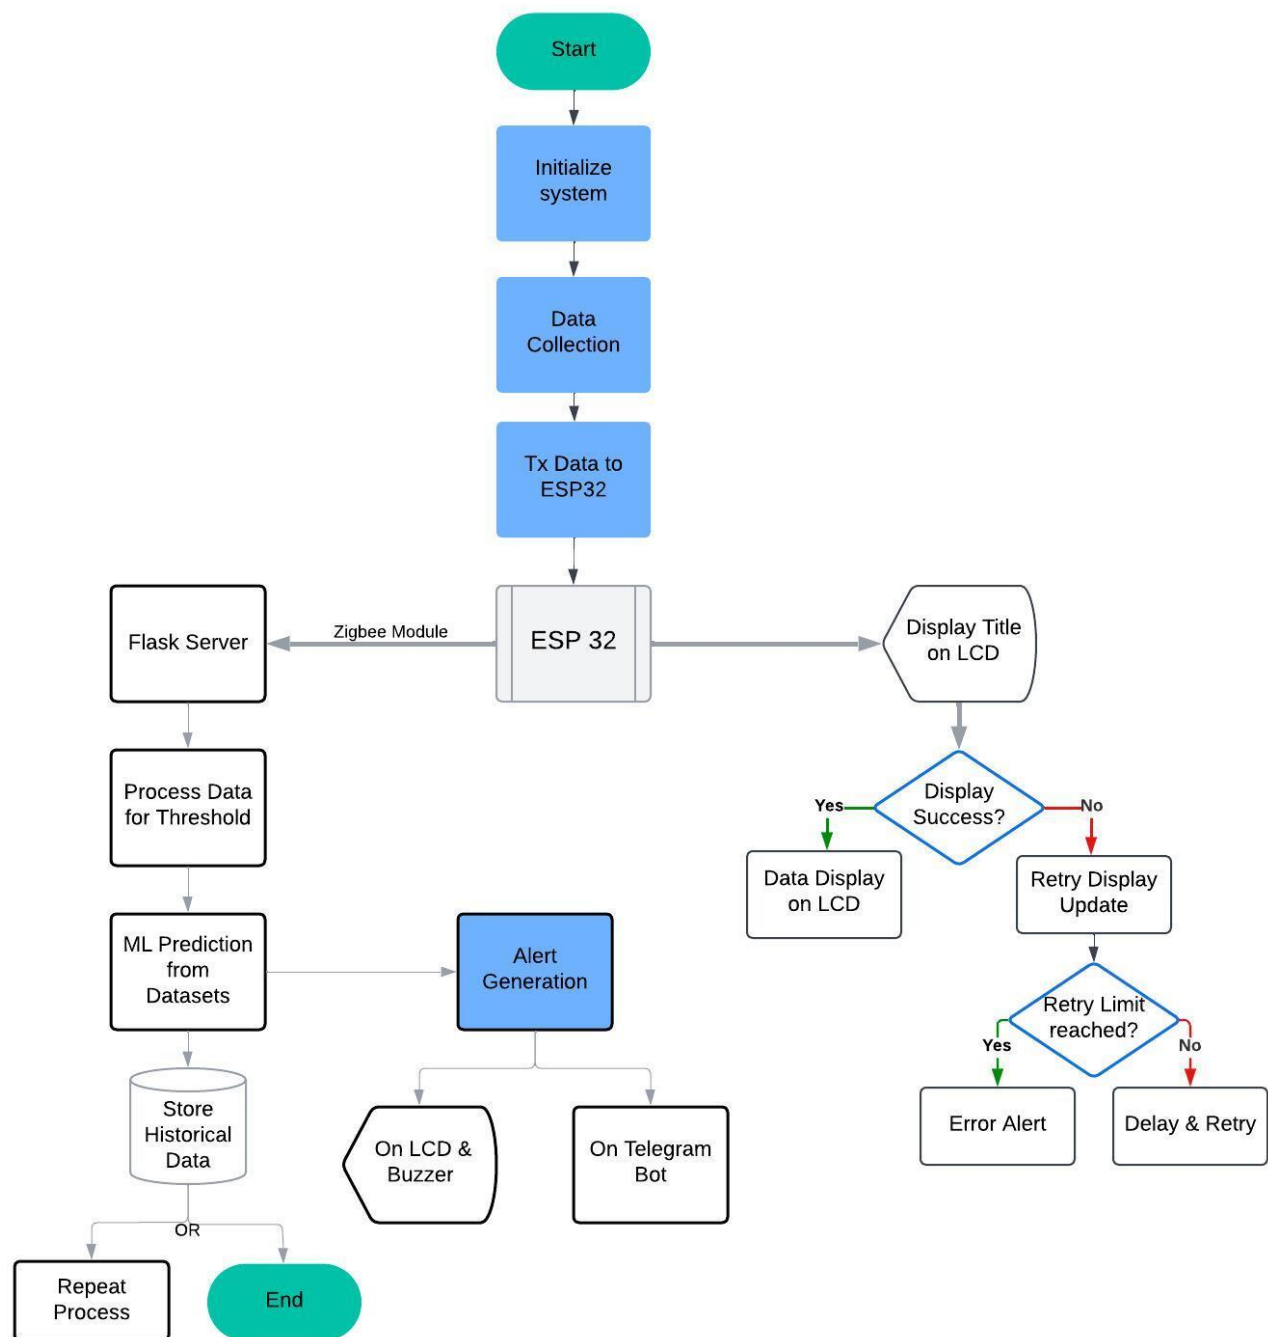 Start
Initialize
system
Data
Collection
Tx Data to
ESP32
Flask Server
Zigbee Module
ESP 32
Display Title
on LCD
Process Data
for Threshold
Display
Success?
Yes
No
Data Display
on LCD
Retry Display
Update
ML Prediction
from
Datasets
Alert
Generation
Retry Limit
reached?
Yes
No
Store
Historical
Data
On LCD &
Buzzer
On Telegram
Bot
Error Alert
Delay & Retry
OR
Repeat
Process
End